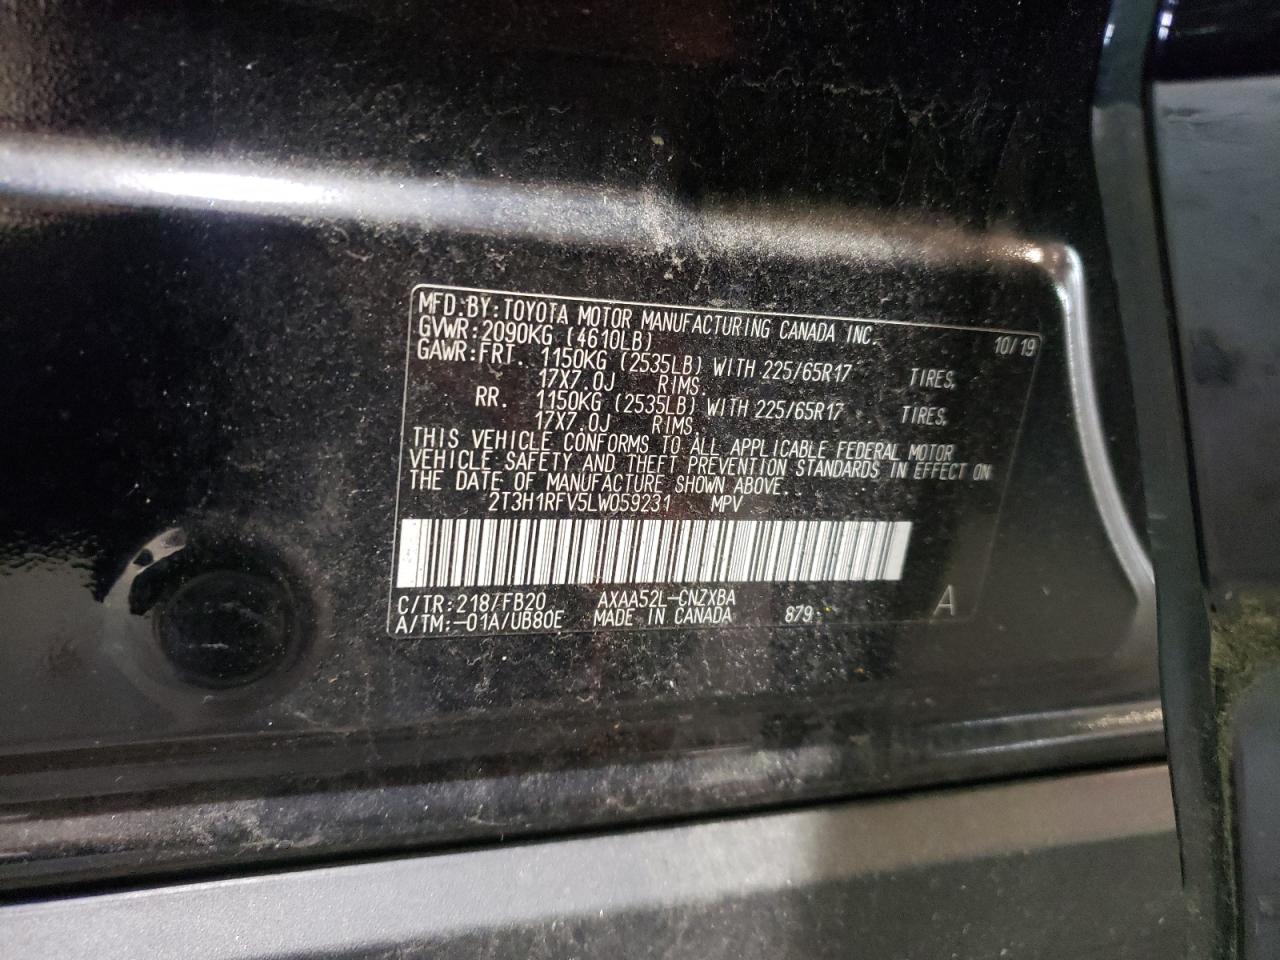 MFD.BY:TOYOTA MOTOR MANUFACTURING CANADA INC. 10/19
GVWR:2090KG (4610LB)
GAWR:FRT. 1150KG (2535LB) WITH 225/65R17 TIRES,
17X7.0J RIMS.
RR. 1150KG (2535LB) WITH 225/65R17 TIRES,
17X7.0J RIMS.
THIS VEHICLE CONFORMS TO ALL APPLICABLE FEDERAL MOTOR
VEHICLE SAFETY AND THEFT PREVENTION STANDARDS IN EFFECT ON
THE DATE OF MANUFACTURE SHOWN ABOVE.
2T3H1RFV5LW059231 MPV
C/TR:218/FB20 AXAA52L-CNZXBA
A/TM:-01A/UB80E MADE IN CANADA 879 A